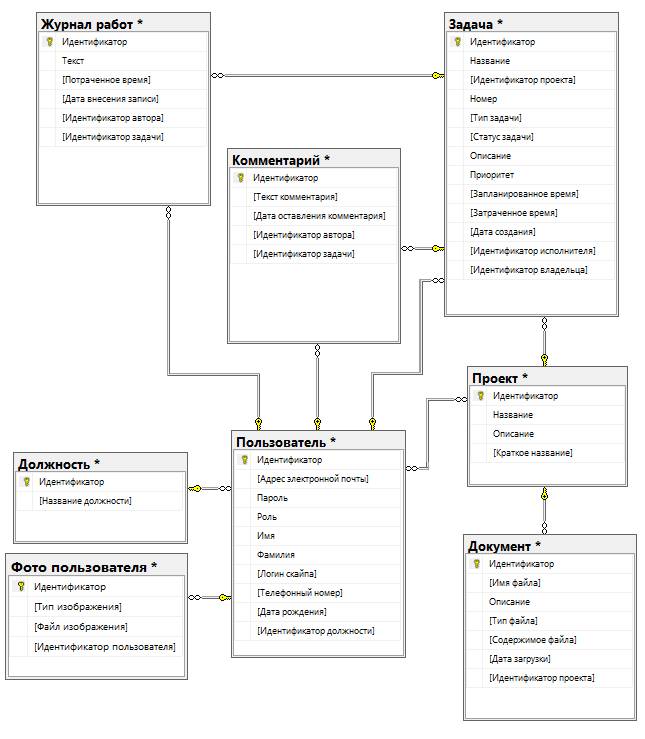 Журнал работ *
Идентификатор
Текст
[Потраченное время]
[Дата внесения записи]
[Идентификатор автора]
[Идентификатор задачи]
Задача *
Идентификатор
Название
[Идентификатор проекта]
Номер
[Тип задачи]
[Статус задачи]
Описание
Приоритет
[Запланированное время]
[Затраченное время]
[Дата создания]
[Идентификатор исполнителя]
[Идентификатор владельца]
Комментарий *
Идентификатор
[Текст комментария]
[Дата оставления комментария]
[Идентификатор автора]
[Идентификатор задачи]
Проект *
Идентификатор
Название
Описание
[Краткое название]
Пользователь *
Идентификатор
[Адрес электронной почты]
Пароль
Роль
Имя
Фамилия
[Логин скайпа]
[Телефонный номер]
[Дата рождения]
[Идентификатор должности]
Должность *
Идентификатор
[Название должности]
Фото пользователя *
Идентификатор
[Тип изображения]
[Файл изображения]
[Идентификатор пользователя]
Документ *
Идентификатор
[Имя файла]
Описание
[Тип файла]
[Содержимое файла]
[Дата загрузки]
[Идентификатор проекта]